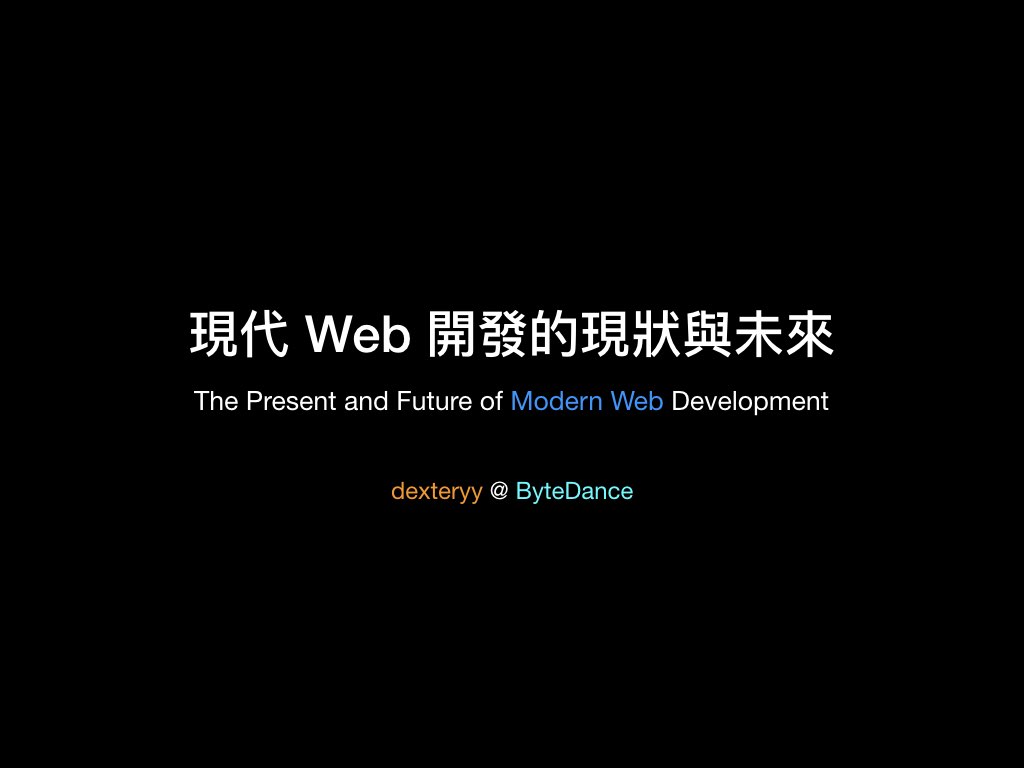 現代 Web 開發的現狀與未來
The Present and Future of Modern Web Development
dexteryy @ ByteDance